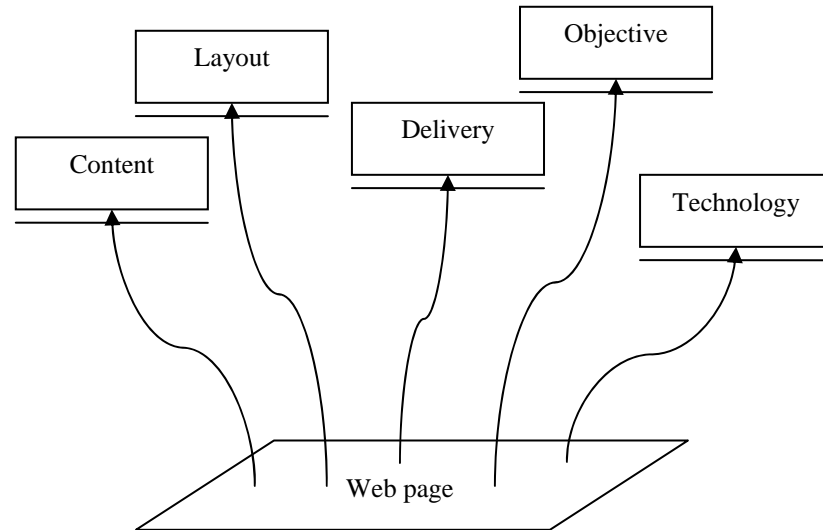 Objective
Layout
Delivery
Content
Technology
Web page